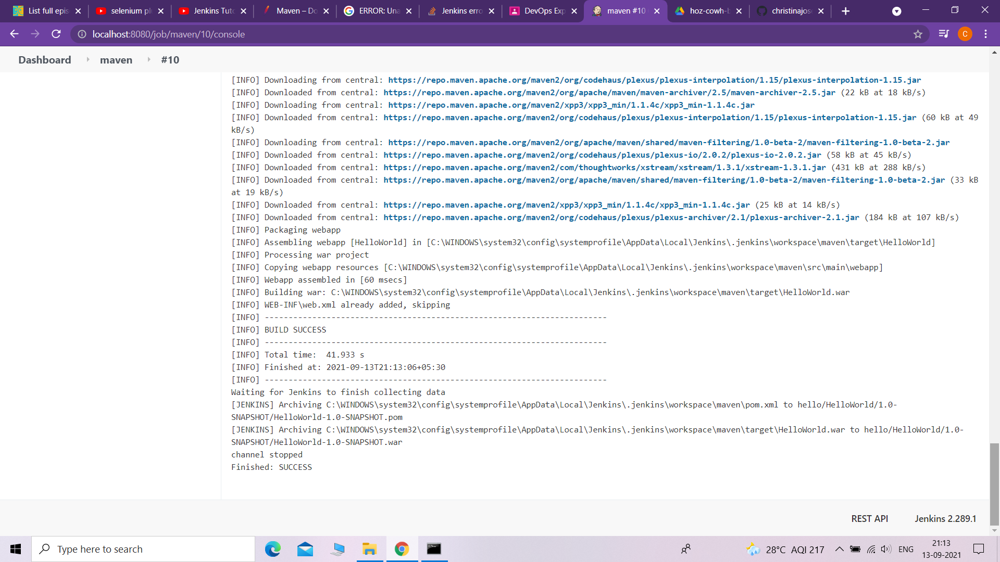 List full epis
selenium pl
Jenkins Tuto
Maven – Do
ERROR: Una
Jenkins erro
DevOps Exp
maven #10
hoz-cowh-b
christinajos
localhost:8080/job/maven/10/console
C
Dashboard maven #10
[INFO] Downloading from central: https://repo.maven.apache.org/maven2/org/codehaus/plexus/plexus-interpolation/1.15/plexus-interpolation-1.15.jar
[INFO] Downloaded from central: https://repo.maven.apache.org/maven2/org/apache/maven/maven-archiver/2.5/maven-archiver-2.5.jar (22 kB at 18 kB/s)
[INFO] Downloading from central: https://repo.maven.apache.org/maven2/xpp3/xpp3_min/1.1.4c/xpp3_min-1.1.4c.jar
[INFO] Downloaded from central: https://repo.maven.apache.org/maven2/org/codehaus/plexus/plexus-interpolation/1.15/plexus-interpolation-1.15.jar (60 kB at 49
kB/s)
[INFO] Downloading from central: https://repo.maven.apache.org/maven2/org/apache/maven/shared/maven-filtering/1.0-beta-2/maven-filtering-1.0-beta-2.jar
[INFO] Downloaded from central: https://repo.maven.apache.org/maven2/org/codehaus/plexus/plexus-io/2.0.2/plexus-io-2.0.2.jar (58 kB at 45 kB/s)
[INFO] Downloaded from central: https://repo.maven.apache.org/maven2/com/thoughtworks/xstream/xstream/1.3.1/xstream-1.3.1.jar (431 kB at 288 kB/s)
[INFO] Downloaded from central: https://repo.maven.apache.org/maven2/org/apache/maven/shared/maven-filtering/1.0-beta-2/maven-filtering-1.0-beta-2.jar (33 kB
at 19 kB/s)
[INFO] Downloaded from central: https://repo.maven.apache.org/maven2/xpp3/xpp3_min/1.1.4c/xpp3_min-1.1.4c.jar (25 kB at 14 kB/s)
[INFO] Downloaded from central: https://repo.maven.apache.org/maven2/org/codehaus/plexus/plexus-archiver/2.1/plexus-archiver-2.1.jar (184 kB at 107 kB/s)
[INFO] Packaging webapp
[INFO] Assembling webapp [HelloWorld] in [C:\WINDOWS\system32\config\systemprofile\AppData\Local\Jenkins\.jenkins\workspace\maven\target\HelloWorld]
[INFO] Processing war project
[INFO] Copying webapp resources [C:\WINDOWS\system32\config\systemprofile\AppData\Local\Jenkins\.jenkins\workspace\maven\src\main\webapp]
[INFO] Webapp assembled in [60 msecs]
[INFO] Building war: C:\WINDOWS\system32\config\systemprofile\AppData\Local\Jenkins\.jenkins\workspace\maven\target\HelloWorld.war
[INFO] WEB-INF\web.xml already added, skipping
[INFO] ------------------------------------------------------------------------
[INFO] BUILD SUCCESS
[INFO] ------------------------------------------------------------------------
[INFO] Total time:  41.933 s
[INFO] Finished at: 2021-09-13T21:13:06+05:30
[INFO] ------------------------------------------------------------------------
Waiting for Jenkins to finish collecting data
[JENKINS] Archiving C:\WINDOWS\system32\config\systemprofile\AppData\Local\Jenkins\.jenkins\workspace\maven\pom.xml to hello/HelloWorld/1.0-
SNAPSHOT/HelloWorld-1.0-SNAPSHOT.pom
[JENKINS] Archiving C:\WINDOWS\system32\config\systemprofile\AppData\Local\Jenkins\.jenkins\workspace\maven\target\HelloWorld.war to hello/HelloWorld/1.0-
SNAPSHOT/HelloWorld-1.0-SNAPSHOT.war
channel stopped
Finished: SUCCESS
REST API Jenkins 2.289.1
Type here to search
28°C AQI 217
ENG
21:13
13-09-2021